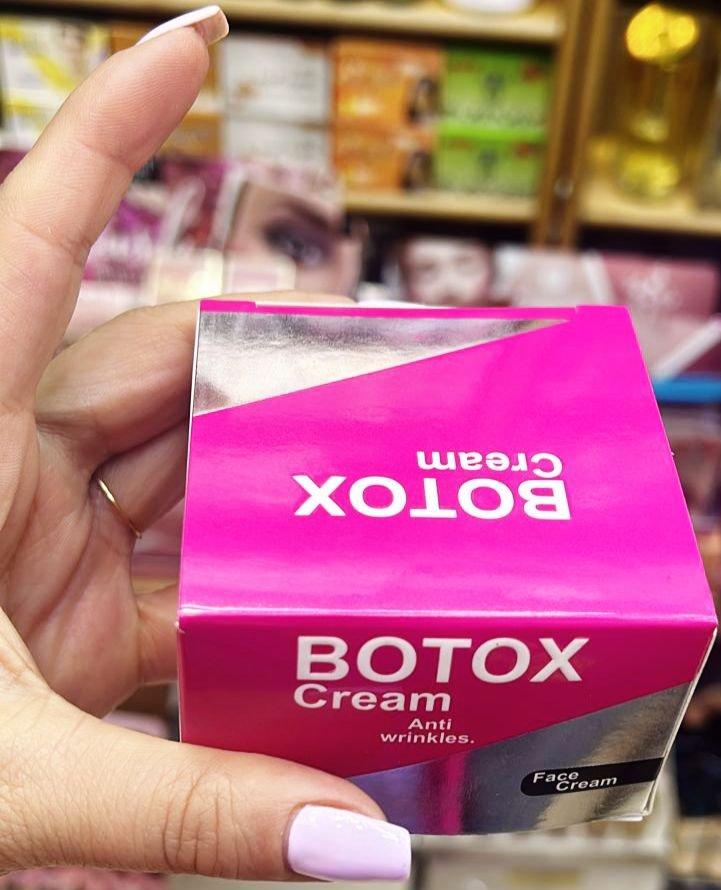 BOTOX
Cream
BOTOX
Cream
Anti
wrinkles.
Face
Cream